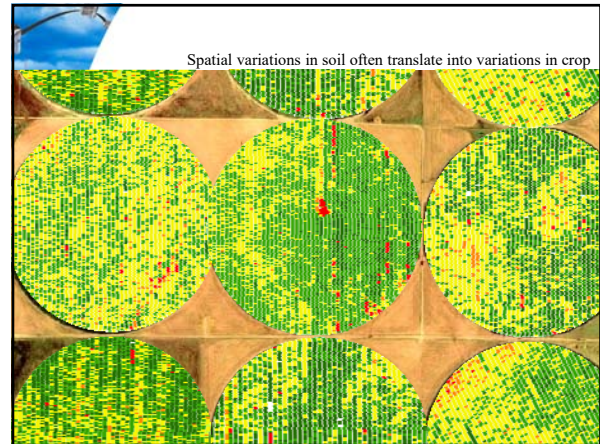 Spatial variations in soil often translate into variations in crop